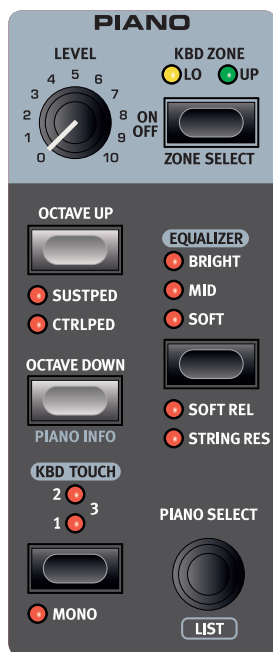 PIANO
LEVEL
KBD ZONE
LO UP
0 1 2 3 4 5 6 7 8 9 10
ON
OFF
ZONE SELECT
OCTAVE UP
SUSTPED
CTRLPED
OCTAVE DOWN
PIANO INFO
KBD TOUCH
2
3
1
MONO
EQUALIZER
BRIGHT
MID
SOFT
SOFT REL
STRING RES
PIANO SELECT
LIST